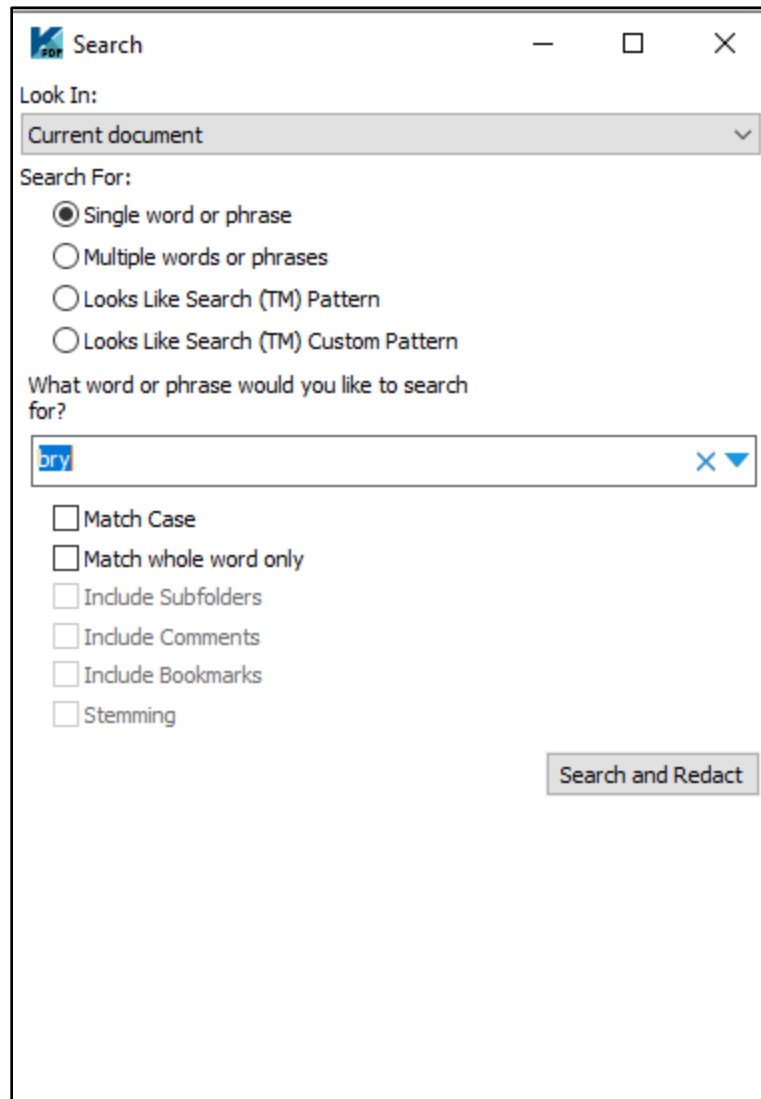 PDF Search
Look In:
Current document
Search For:
Single word or phrase
Multiple words or phrases
Looks Like Search (TM) Pattern
Looks Like Search (TM) Custom Pattern
What word or phrase would you like to search
for?
bry
Match Case
Match whole word only
Include Subfolders
Include Comments
Include Bookmarks
Stemming
Search and Redact